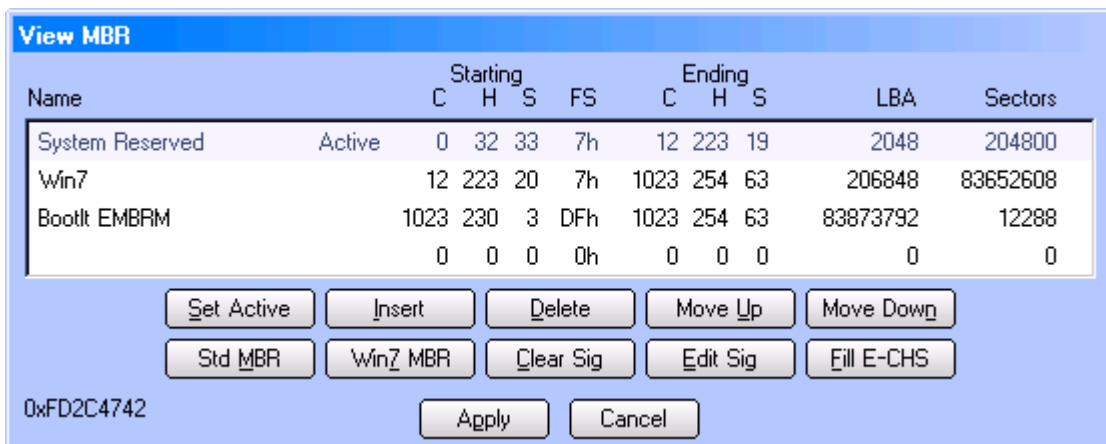 View MBR
Starting Ending
Name C H S FS C H S LBA Sectors
System Reserved Active 0 32 33 7h 12 223 19 2048 204800
Win7 12 223 20 7h 1023 254 63 206848 83652608
BootIt EMBRM 1023 230 3 DFh 1023 254 63 83873792 12288
0 0 0 0h 0 0 0 0 0
Set Active Insert Delete Move Up Move Down
Std MBR Win7 MBR Clear Sig Edit Sig Fill E-CHS
0xFD2C4742 Apply Cancel